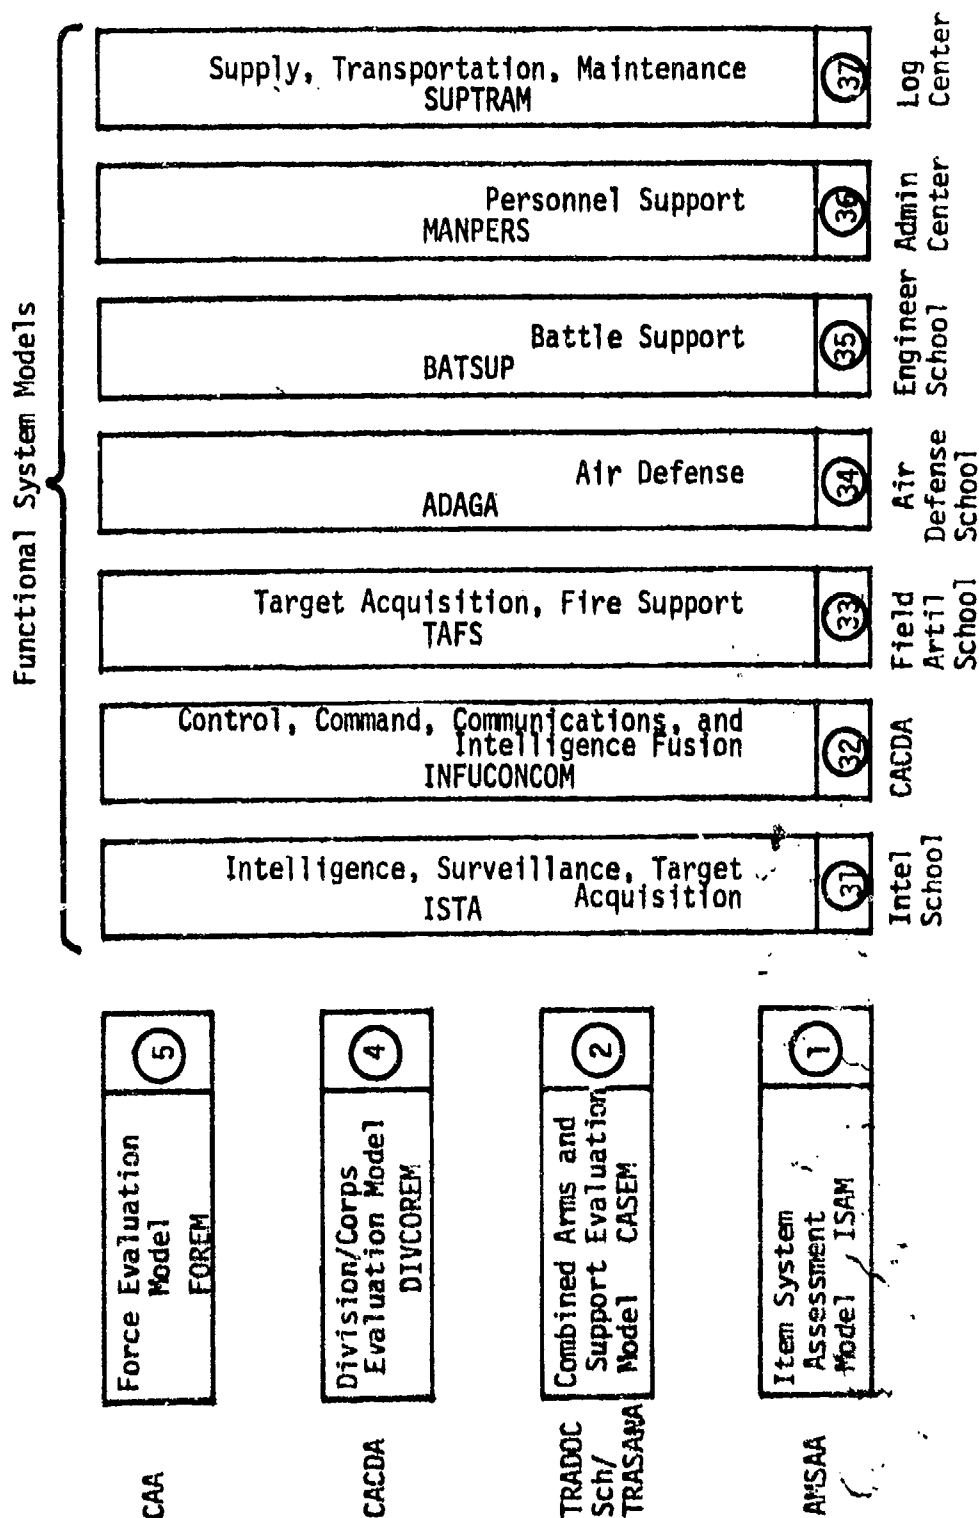 Functional System Models
Supply, Transportation, Maintenance
SUPTRAM
37
Log
Center
Personnel Support
MANPERS
36
Admin
Center
Battle Support
BATSUP
35
Engineer
School
Air Defense
ADAGA
34
Air
Defense
School
Target Acquisition, Fire Support
TAFS
33
Field
Artil
School
Control, Command, Communications, and
Intelligence Fusion
INFUCONCOM
32
CACDA
Intelligence, Surveillance, Target
Acquisition
ISTA
31
Intel
School
CAA
Force Evaluation
Model
FOREM
5
CACDA
Division/Corps
Evaluation Model
DIVCOREM
4
TRADOC
Sch/
TRASANA
Combined Arms and
Support Evaluation
Model CASEM
2
AMSAA
Item System
Assessment
Model ISAM
1